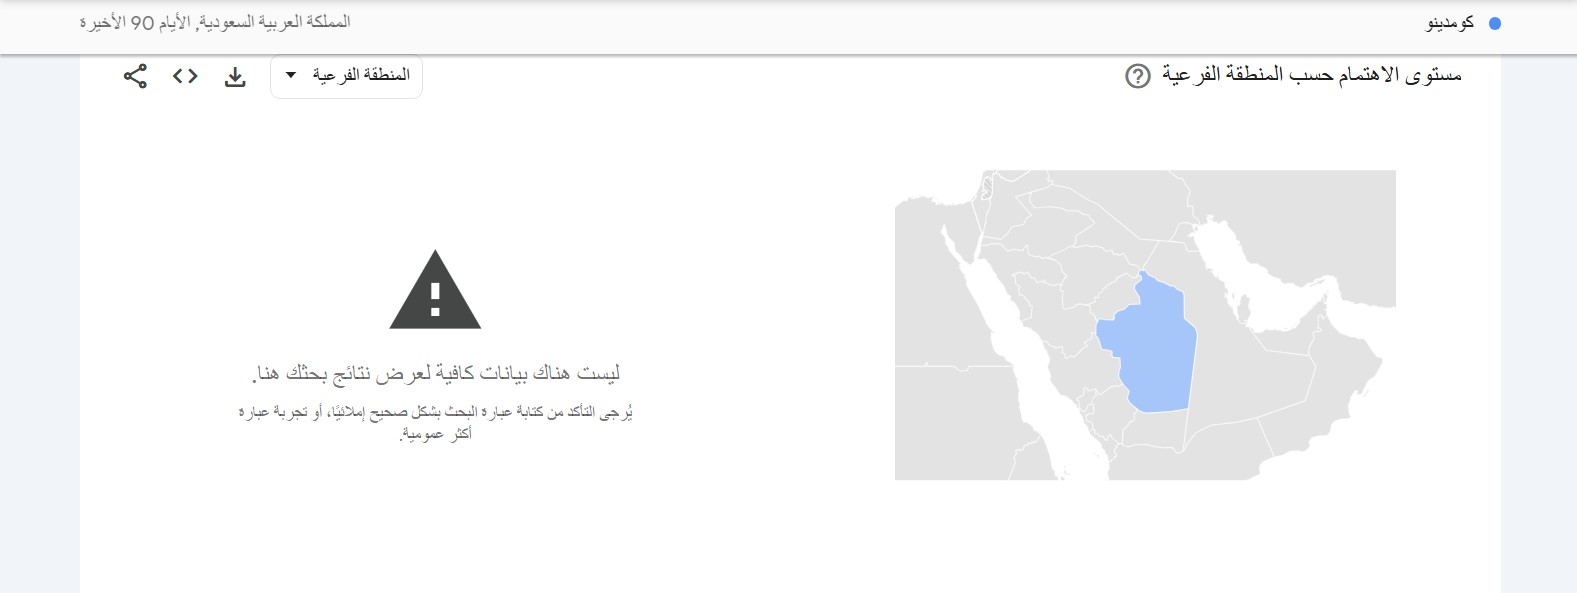 كومدينو
المملكة العربية السعودية, الأيام 90 الأخيرة
مستوى الاهتمام حسب المنطقة الفرعية
المنطقة الفرعية
ليست هناك بيانات كافية لعرض نتائج بحثك هنا.
يُرجى التأكد من كتابة عبارة البحث بشكل صحيح إملائيًا، أو تجربة عبارة
أكثر عمومية.